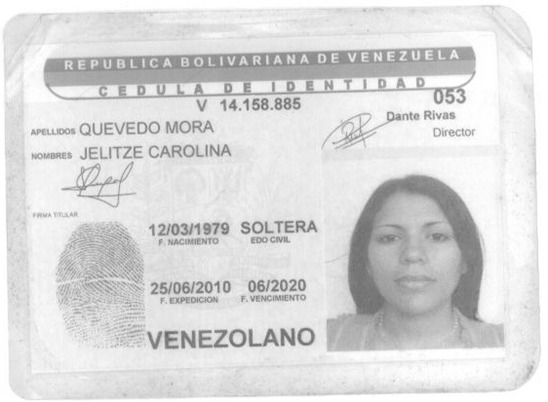 REPUBLICA BOLIVARIANA DE VENEZUELA
CEDULA DE IDENTIDAD
V 14.158.885
053
APELLIDOS QUEVEDO MORA
Dante Rivas
Director
NOMBRES JELITZE CAROLINA
FIRMA TITULAR
12/03/1979 SOLTERA
F. NACIMIENTO EDO CIVIL
25/06/2010 06/2020
F. EXPEDICION F. VENCIMIENTO
VENEZOLANO